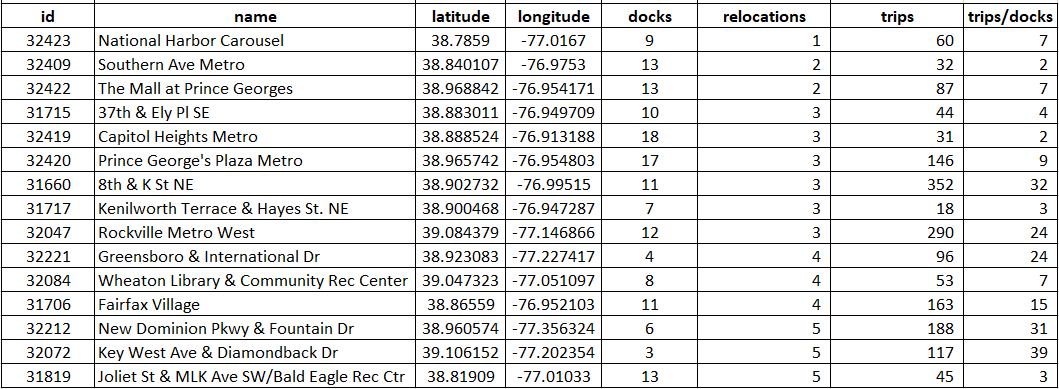 id name latitude longitude docks relocations trips trips/docks
32423 National Harbor Carousel 38.7859 -77.0167 9 1 60 7
32409 Southern Ave Metro 38.840107 -76.9753 13 2 32 2
32422 The Mall at Prince Georges 38.968842 -76.954171 13 2 87 7
31715 37th & Ely Pl SE 38.883011 -76.949709 10 3 44 4
32419 Capitol Heights Metro 38.888524 -76.913188 18 3 31 2
32420 Prince George's Plaza Metro 38.965742 -76.954803 17 3 146 9
31660 8th & K St NE 38.902732 -76.99515 11 3 352 32
31717 Kenilworth Terrace & Hayes St. NE 38.900468 -76.947287 7 3 18 3
32047 Rockville Metro West 39.084379 -77.146866 12 3 290 24
32221 Greensboro & International Dr 38.923083 -77.227417 4 4 96 24
32084 Wheaton Library & Community Rec Center 39.047323 -77.051097 8 4 53 7
31706 Fairfax Village 38.86559 -76.952103 11 4 163 15
32212 New Dominion Pkwy & Fountain Dr 38.960574 -77.356324 6 5 188 31
32072 Key West Ave & Diamondback Dr 39.106152 -77.202354 3 5 117 39
31819 Joliet St & MLK Ave SW/Bald Eagle Rec Ctr 38.81909 -77.01033 13 5 45 3